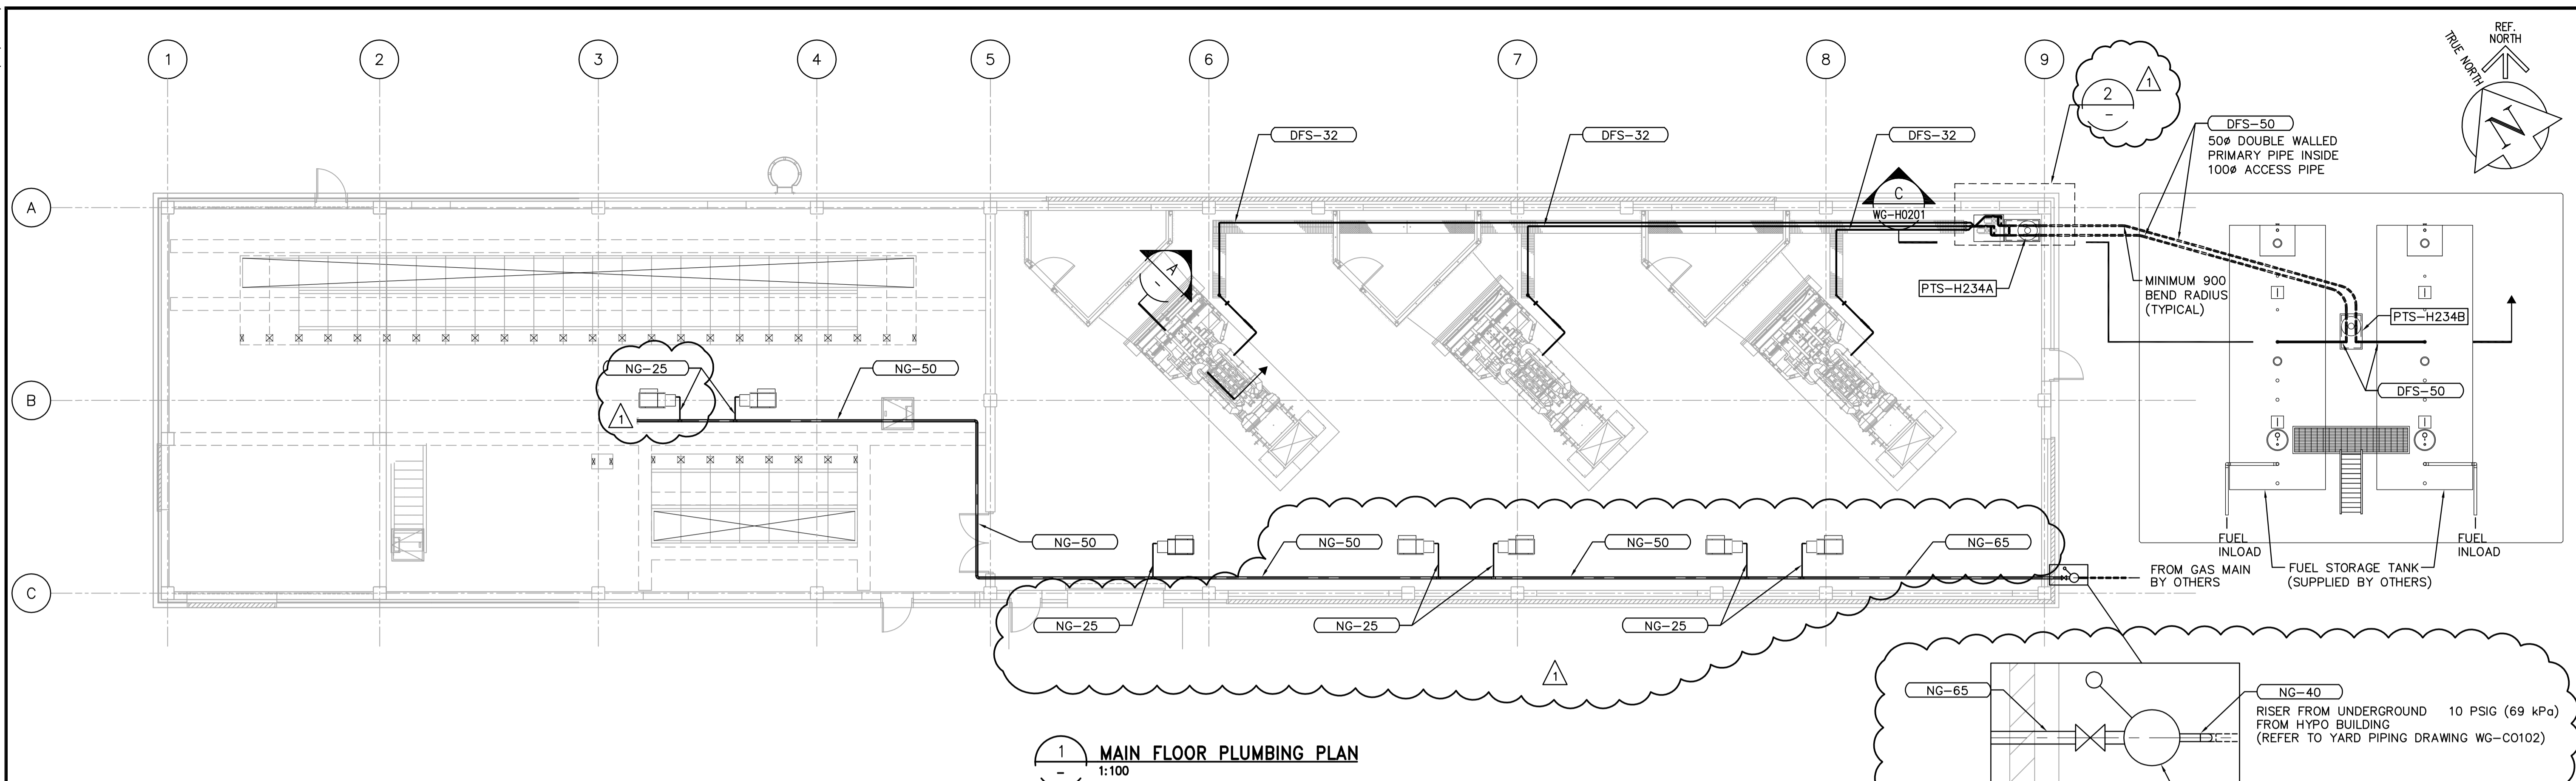 1
2
3
4
5
6
7
8
9
REF.
NORTH
TRUE NORTH
N
2
-
1
DFS-32
DFS-32
DFS-32
DFS-50
50ø DOUBLE WALLED
PRIMARY PIPE INSIDE
100ø ACCESS PIPE
A
C
WG-H0201
A
-
PTS-H234A
MINIMUM 900
BEND RADIUS
(TYPICAL)
PTS-H234B
NG-25
NG-50
DFS-50
B
1
NG-50
NG-50
NG-50
NG-65
FUEL
INLOAD
FUEL
INLOAD
FROM GAS MAIN
BY OTHERS
FUEL STORAGE TANK
(SUPPLIED BY OTHERS)
C
NG-25
NG-25
NG-25
1
NG-65
NG-40
RISER FROM UNDERGROUND 10 PSIG (69 kPa)
FROM HYPO BUILDING
(REFER TO YARD PIPING DRAWING WG-C0102)
1
-
MAIN FLOOR PLUMBING PLAN
1:100